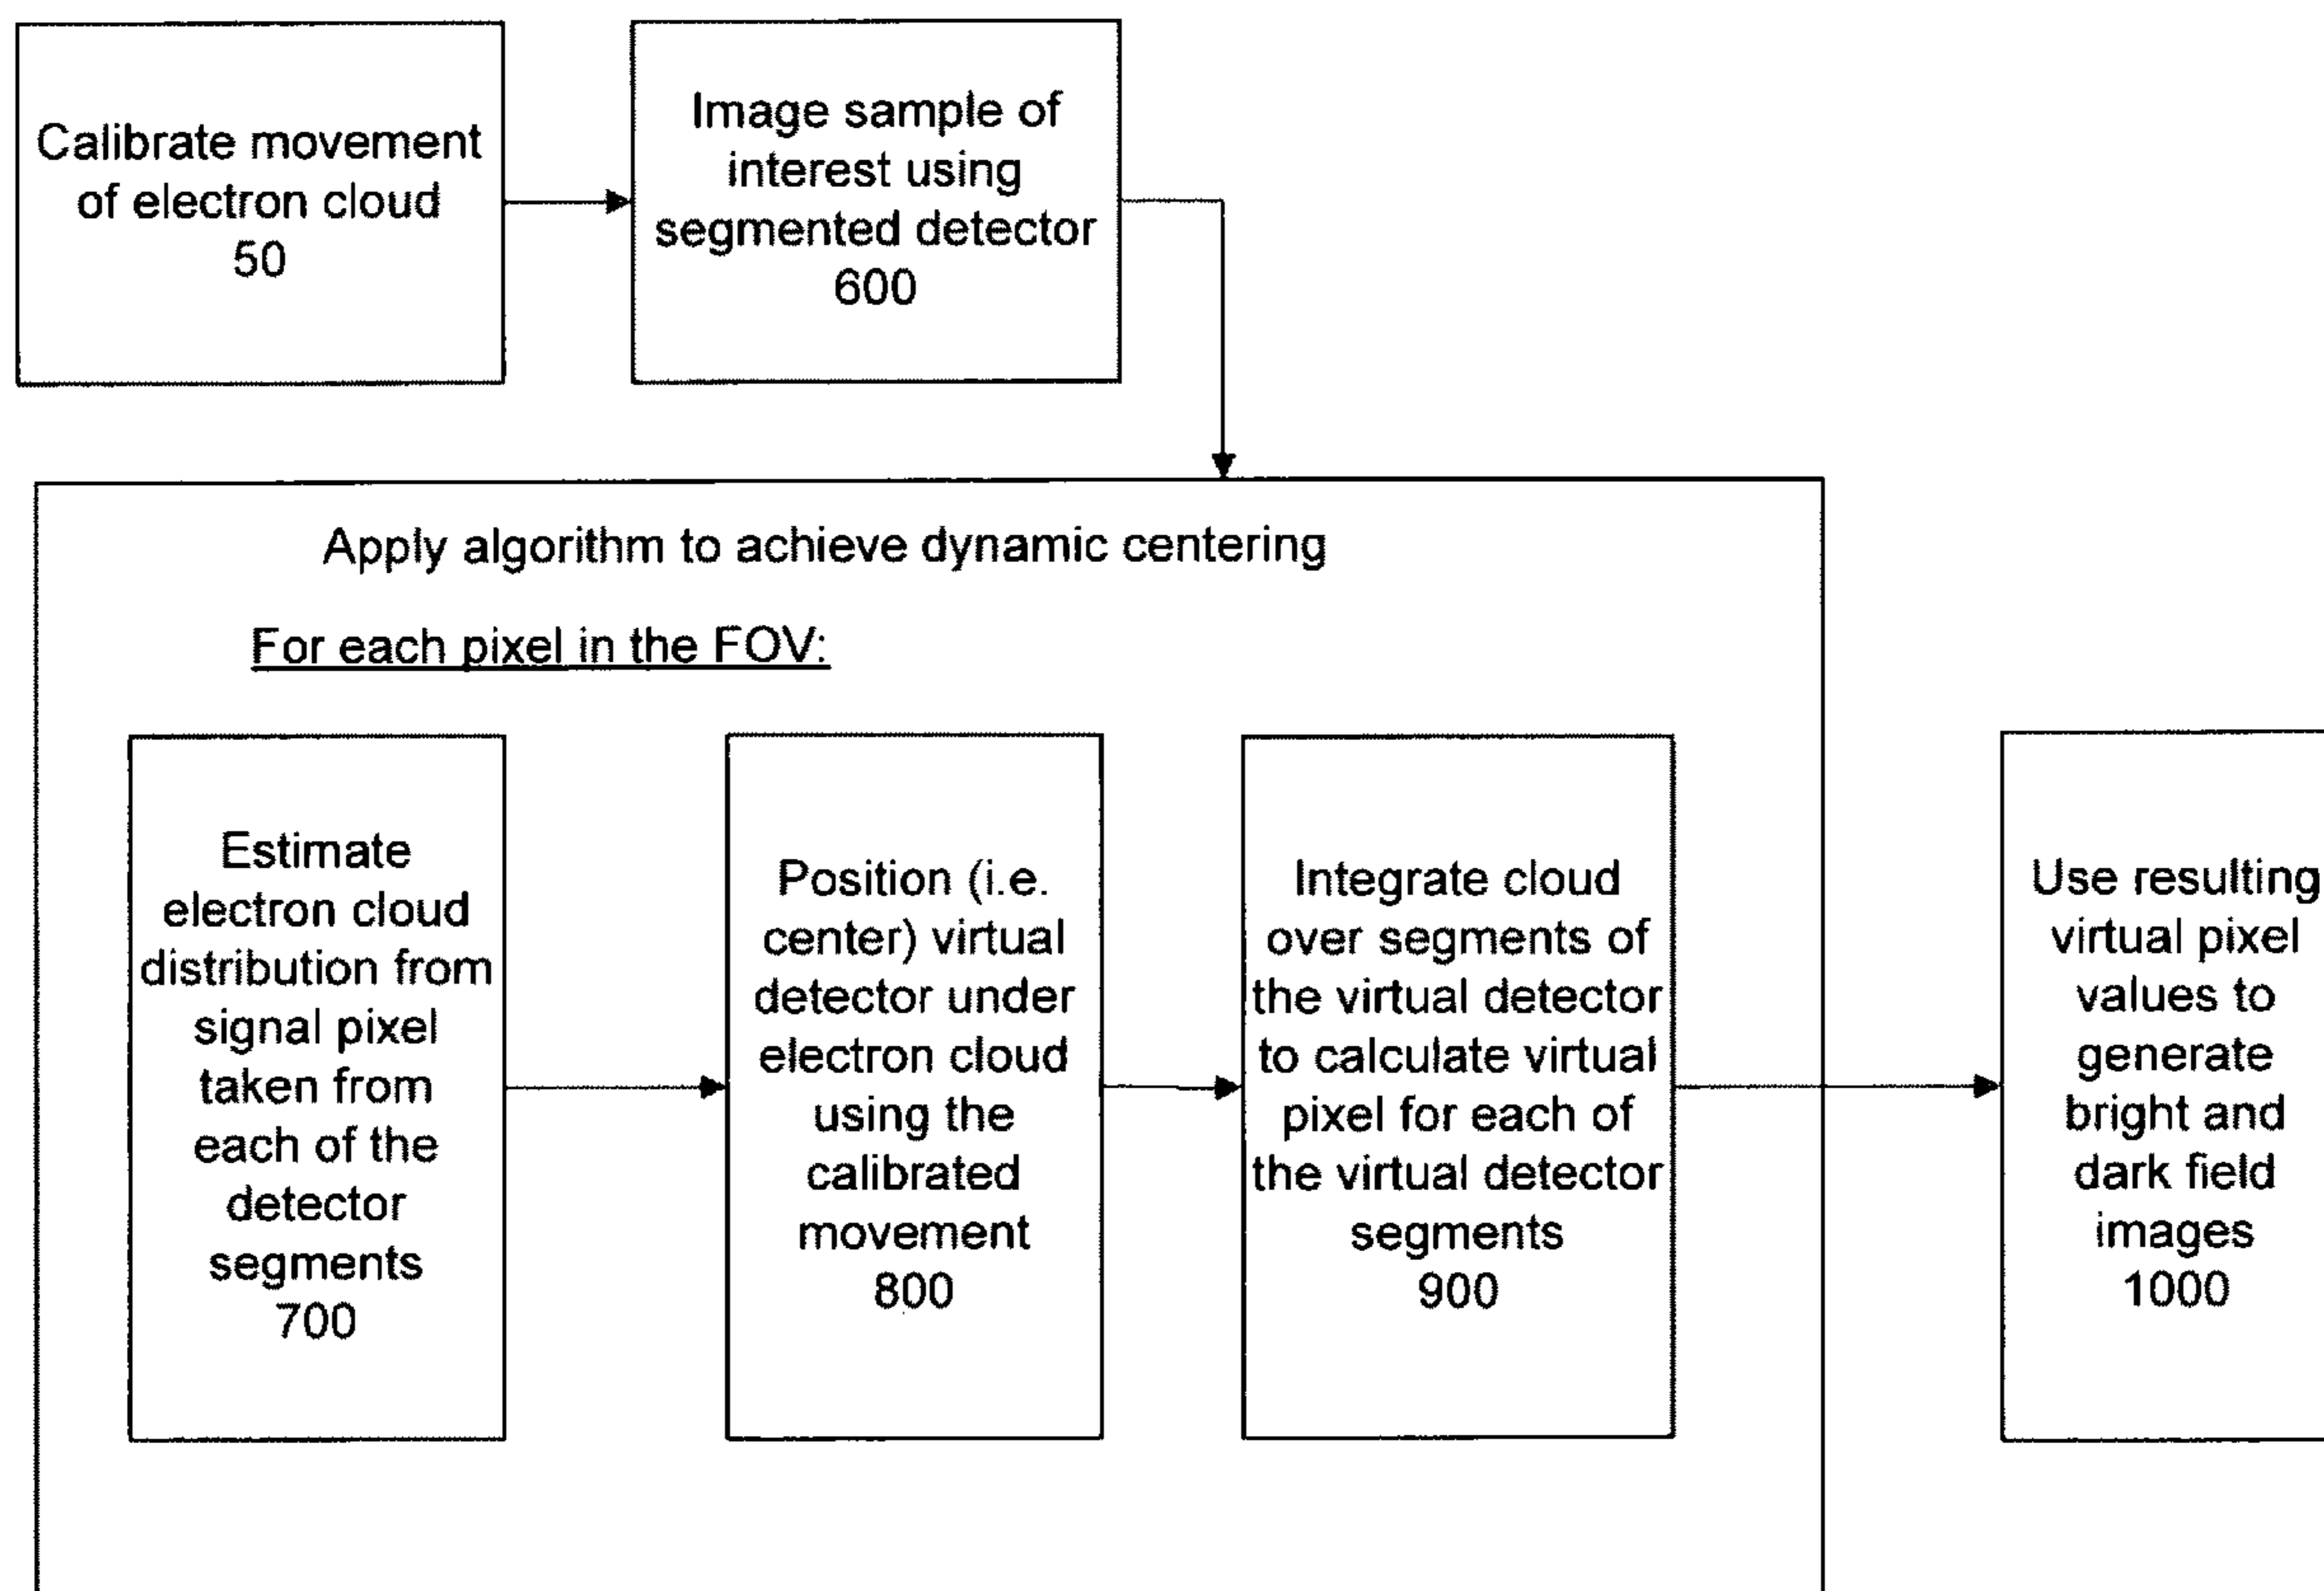 Calibrate movement
of electron cloud
50
Image sample of
interest using
segmented detector
600
Apply algorithm to achieve dynamic centering
For each pixel in the FOV:
Estimate
electron cloud
distribution from
signal pixel
taken from
each of the
detector
segments
700
Position (i.e.
center) virtual
detector under
electron cloud
using the
calibrated
movement
800
Integrate cloud
over segments of
the virtual detector
to calculate virtual
pixel for each of
the virtual detector
segments
900
Use resulting
virtual pixel
values to
generate
bright and
dark field
images
1000